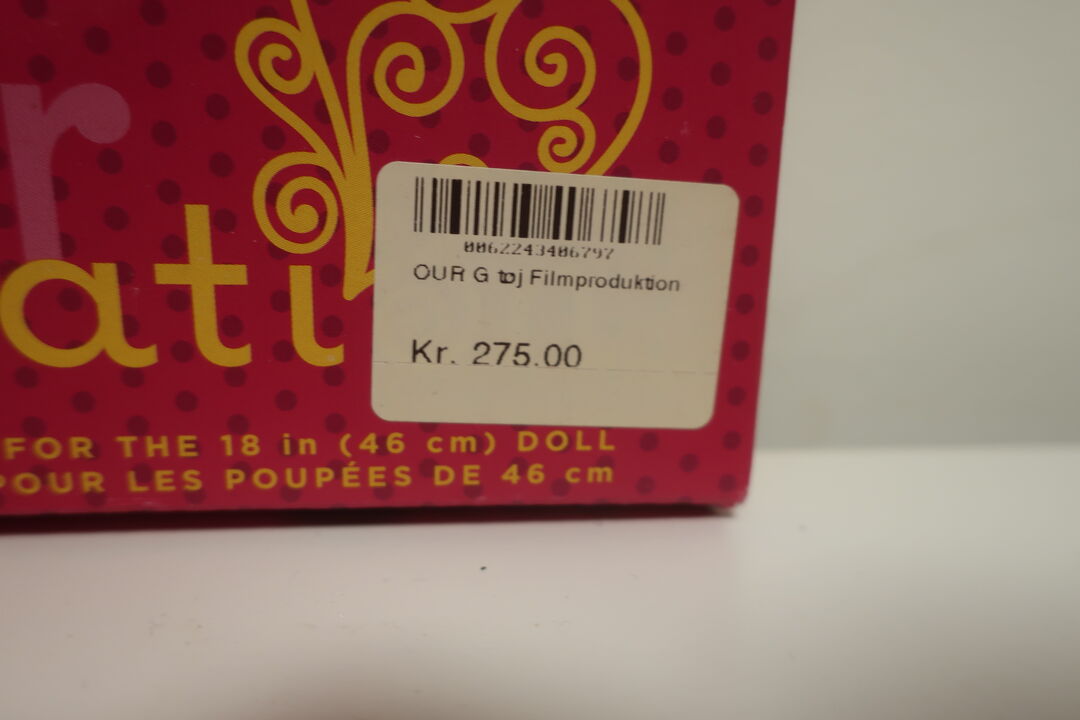 r
ati
0062243406797
OUR G toj Filmproduktion
Kr. 275.00
FOR THE 18 in (46 cm) DOLL
POUR LES POUPÉES DE 46 cm